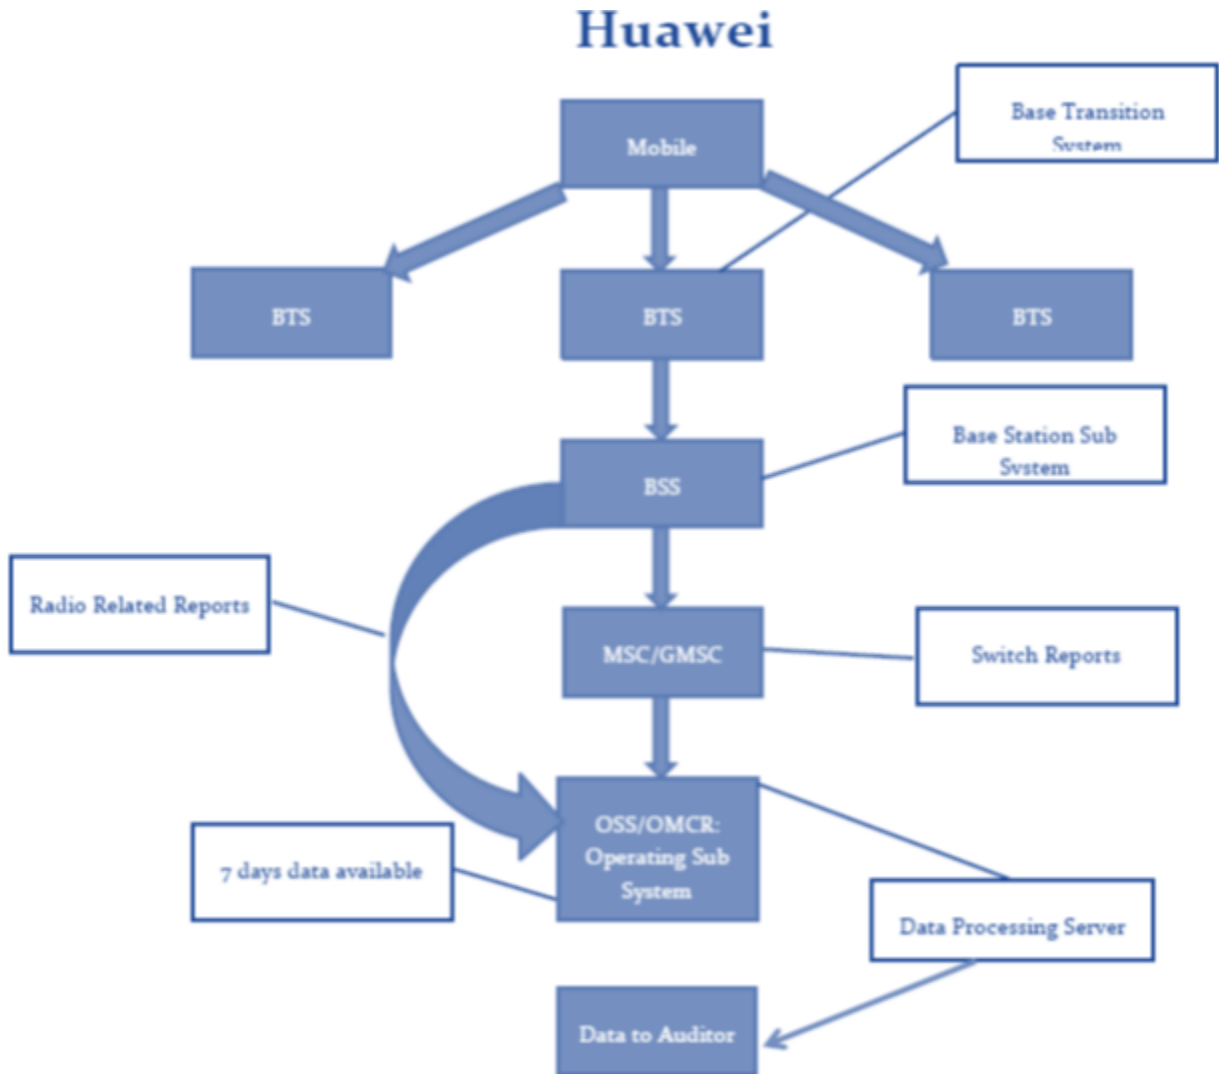 Huawei
Base Transition
System
Mobile
BTS
BTS
BTS
Base Station Sub
System
BSS
Radio Related Reports
MSC/GMSC
Switch Reports
OSS/OMCR:
Operating Sub
System
7 days data available
Data Processing Server
Data to Auditor